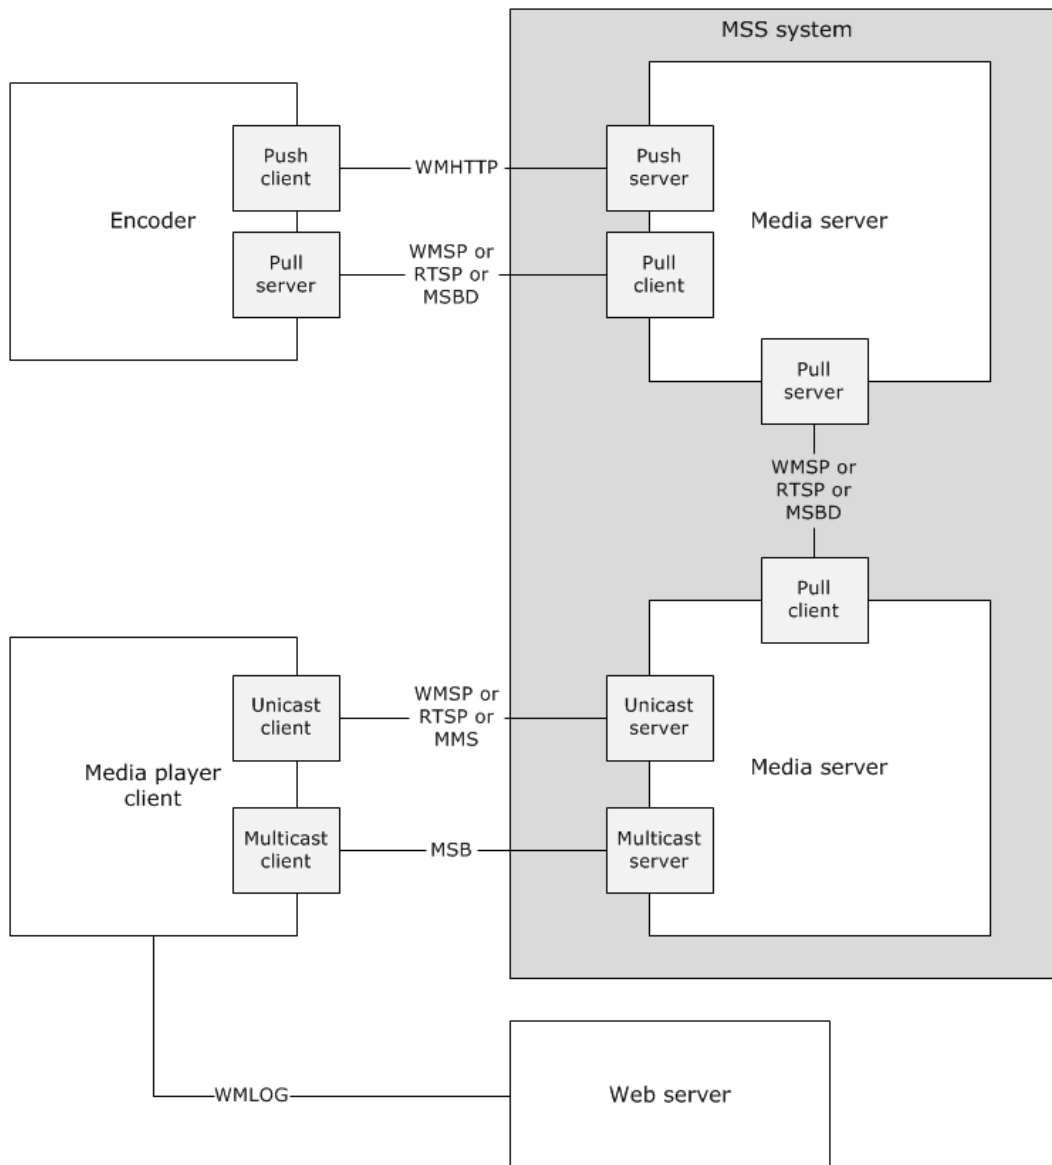 MSS system
Push
client
WMHTTP
Push
server
Encoder
Media server
Pull
server
WMSP or
RTSP or
MSBD
Pull
client
Pull
server
WMSP or
RTSP or
MSBD
Pull
client
Unicast
client
WMSP or
RTSP or
MMS
Unicast
server
Media player
client
Media server
Multicast
client
MSB
Multicast
server
WMLOG
Web server